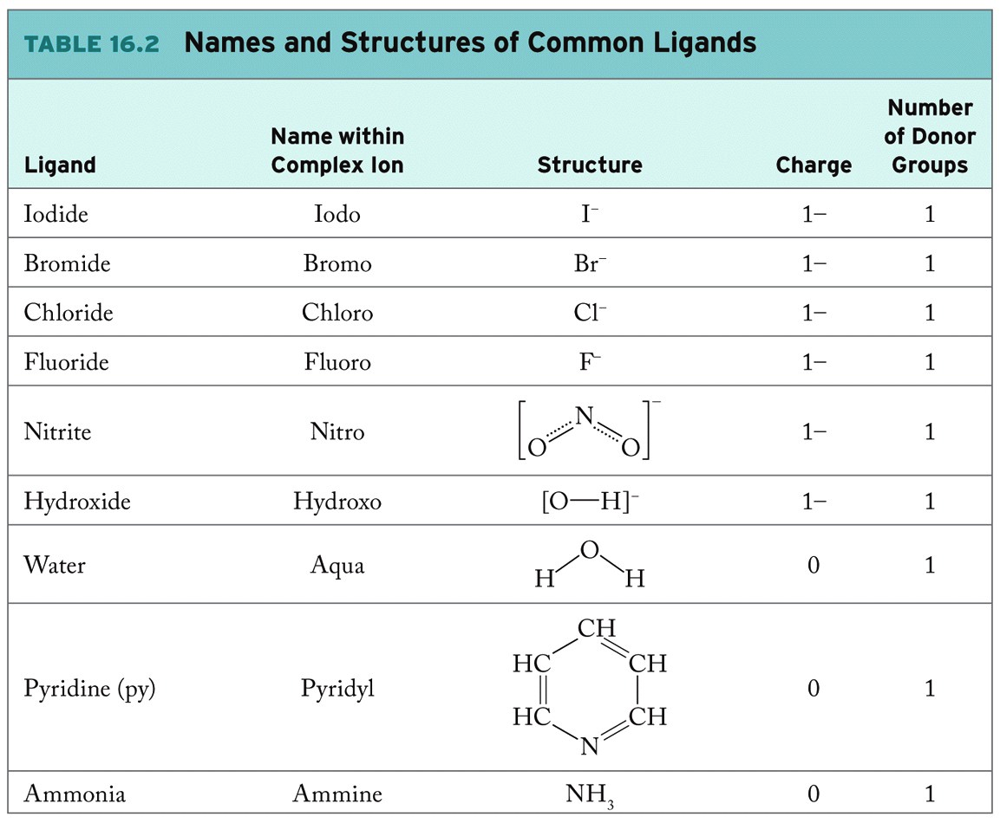 TABLE 16.2 Names and Structures of Common Ligands
Ligand Name within Complex Ion Structure Charge Number of Donor Groups
Iodide Iodo I⁻ 1− 1
Bromide Bromo Br⁻ 1− 1
Chloride Chloro Cl⁻ 1− 1
Fluoride Fluoro F⁻ 1− 1
Nitrite Nitro [O N O]⁻ 1− 1
Hydroxide Hydroxo [O—H]⁻ 1− 1
Water Aqua H O H 0 1
Pyridine (py) Pyridyl CH HC CH HC CH N 0 1
Ammonia Ammine NH₃ 0 1